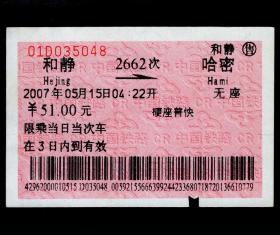 01D035048 和静 售
和静 2662次 哈密
Hejing Hami
2007年05月15日04:22开 无座
￥51.00元 硬座普快
限乘当日当次车
在3日内到有效